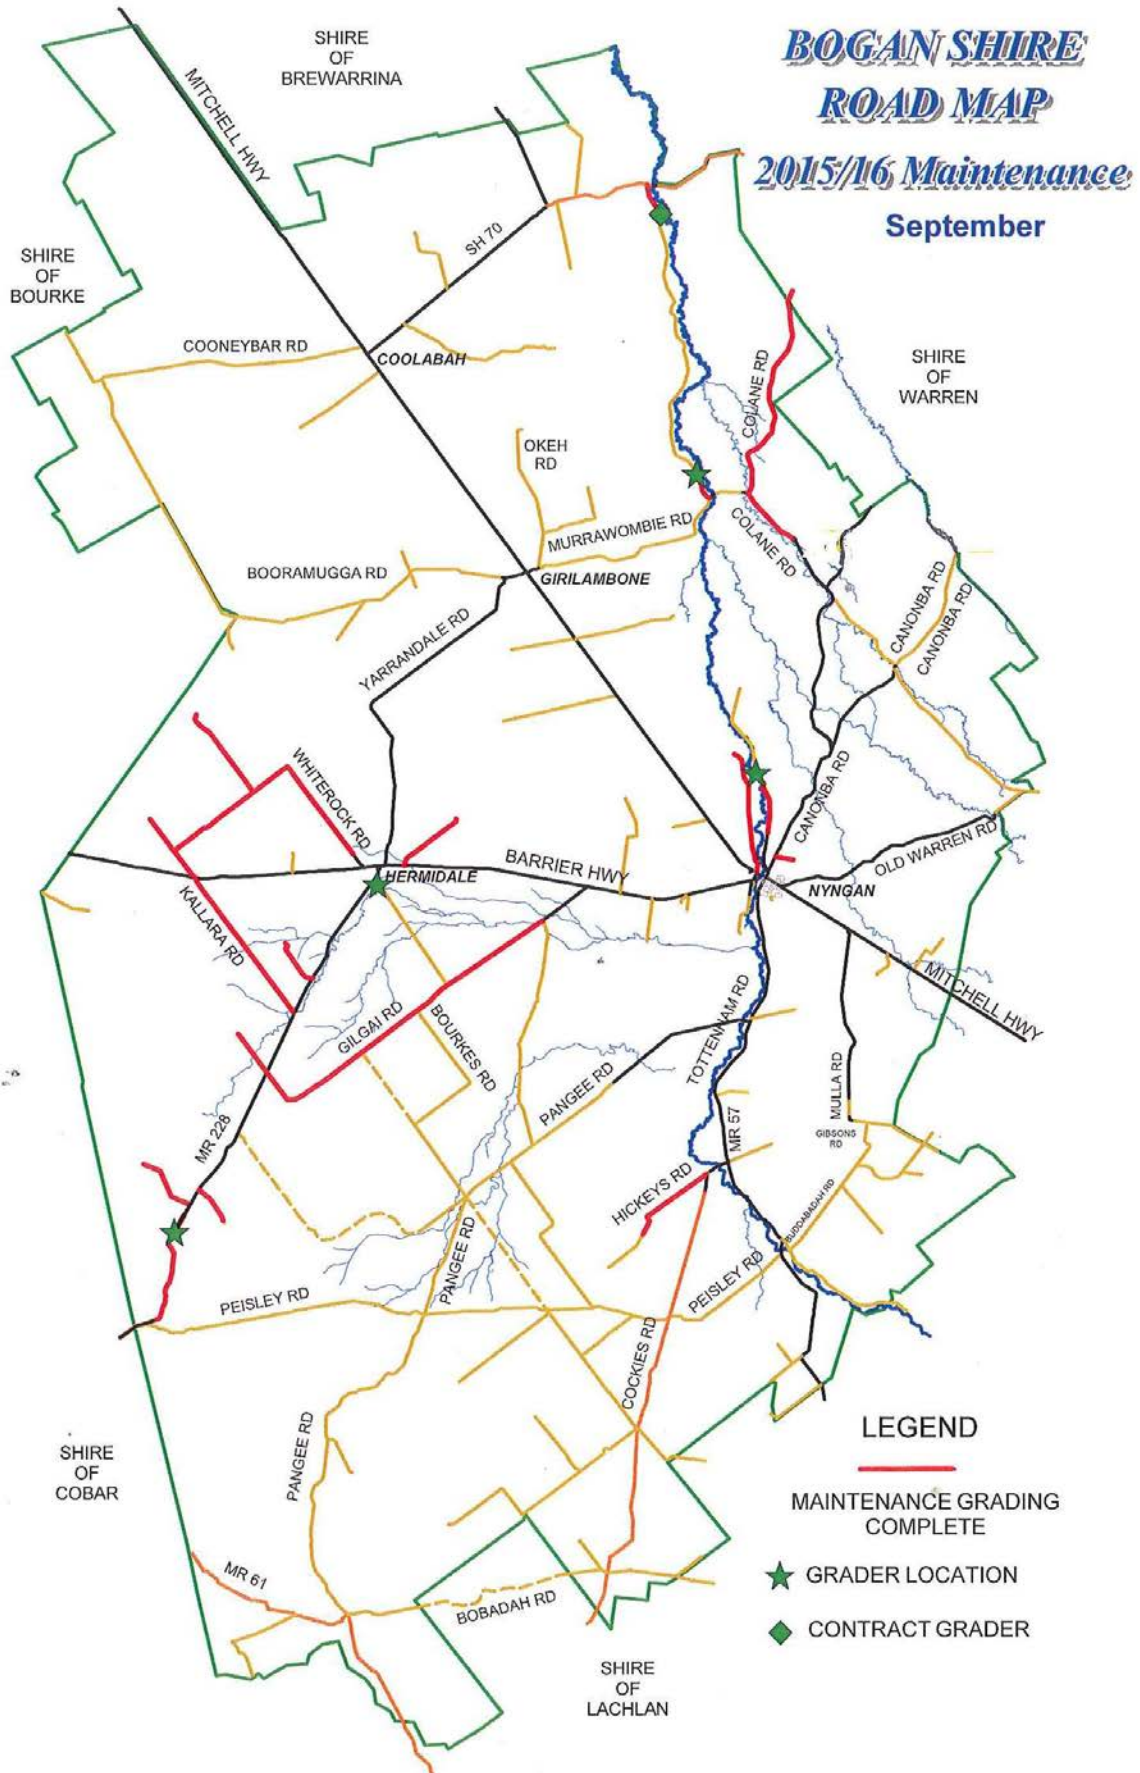 BOGAN SHIRE
ROAD MAP
2015/16 Maintenance
September
SHIRE
OF
BREWARRINA
MITCHELL HWY
SHIRE
OF
BOURKE
SH 70
COONEYBAR RD
COOLABAH
SHIRE
OF
WARREN
COLANE RD
OKEH
RD
MURRAWOMBIE RD
COLANE RD
BOORAMUGGA RD
GIRILAMBONE
CANONBA RD
CANONBA RD
YARRANDALE RD
WHITEROCK RD
CANONBA RD
OLD WARREN RD
BARRIER HWY
HERMIDALE
NYNGAN
KALLARA RD
MITCHELL HWY
GILGAI RD
BOURKES RD
TOTTENHAM RD
PANGEE RD
MULLA RD
MR 228
MR 57
GIBSONS
RD
HICKEYS RD
BUDDABADAH RD
PANGEE RD
PEISLEY RD
PEISLEY RD
COCKIES RD
PANGEE RD
SHIRE
OF
COBAR
MR 61
BOBADAH RD
SHIRE
OF
LACHLAN
LEGEND
MAINTENANCE GRADING
COMPLETE
GRADER LOCATION
CONTRACT GRADER